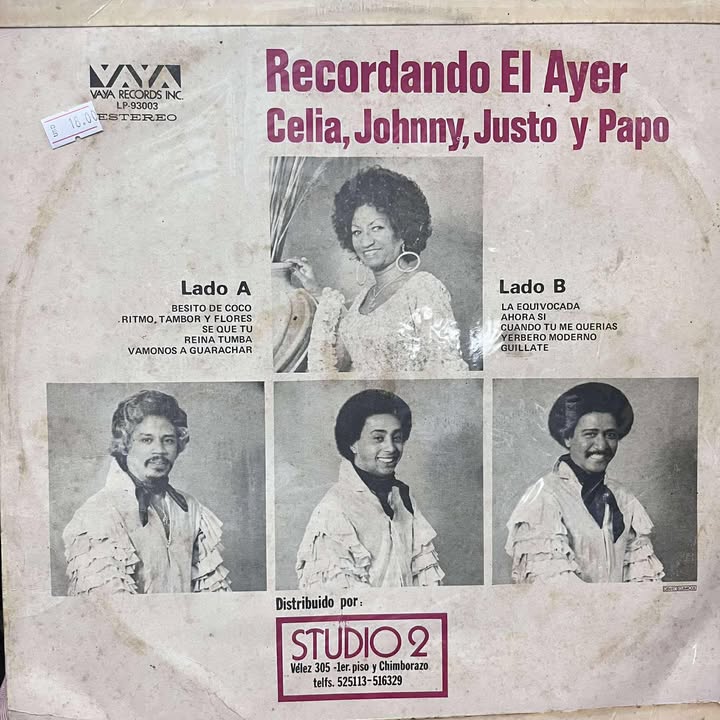 VAYA
VAYA RECORDS INC.
LP-93003
ESTEREO
18.00
Recordando El Ayer
Celia, Johnny, Justo y Papo
Lado A
BESITO DE COCO
.RITMO, TAMBOR Y FLORES
SE QUE TU
REINA TUMBA
VAMONOS A GUARACHAR
Lado B
LA EQUIVOCADA
AHORA SI
CUANDO TU ME QUERIAS
YERBERO MODERNO
GUILLATE
Distribuido por:
STUDIO 2
Vélez 305 -1er. piso y Chimborazo
telfs. 525113-516329